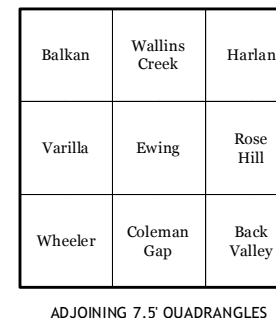 Balkan
Wallins
Creek
Harlan
Varilla
Ewing
Rose
Hill
Wheeler
Coleman
Gap
Back
Valley
ADJOINING 7.5' QUADRANGLES